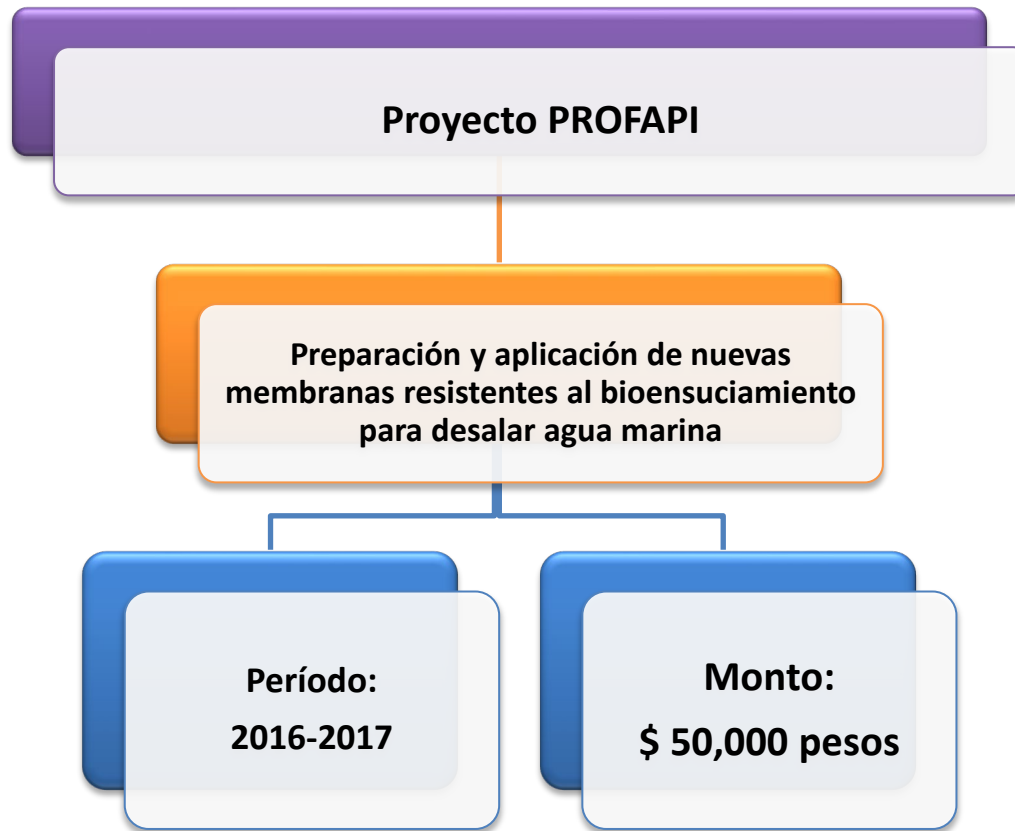 Proyecto PROFAPI
Preparación y aplicación de nuevas
membranas resistentes al bioensuciamiento
para desalar agua marina
Período:
2016-2017
Monto:
$ 50,000 pesos